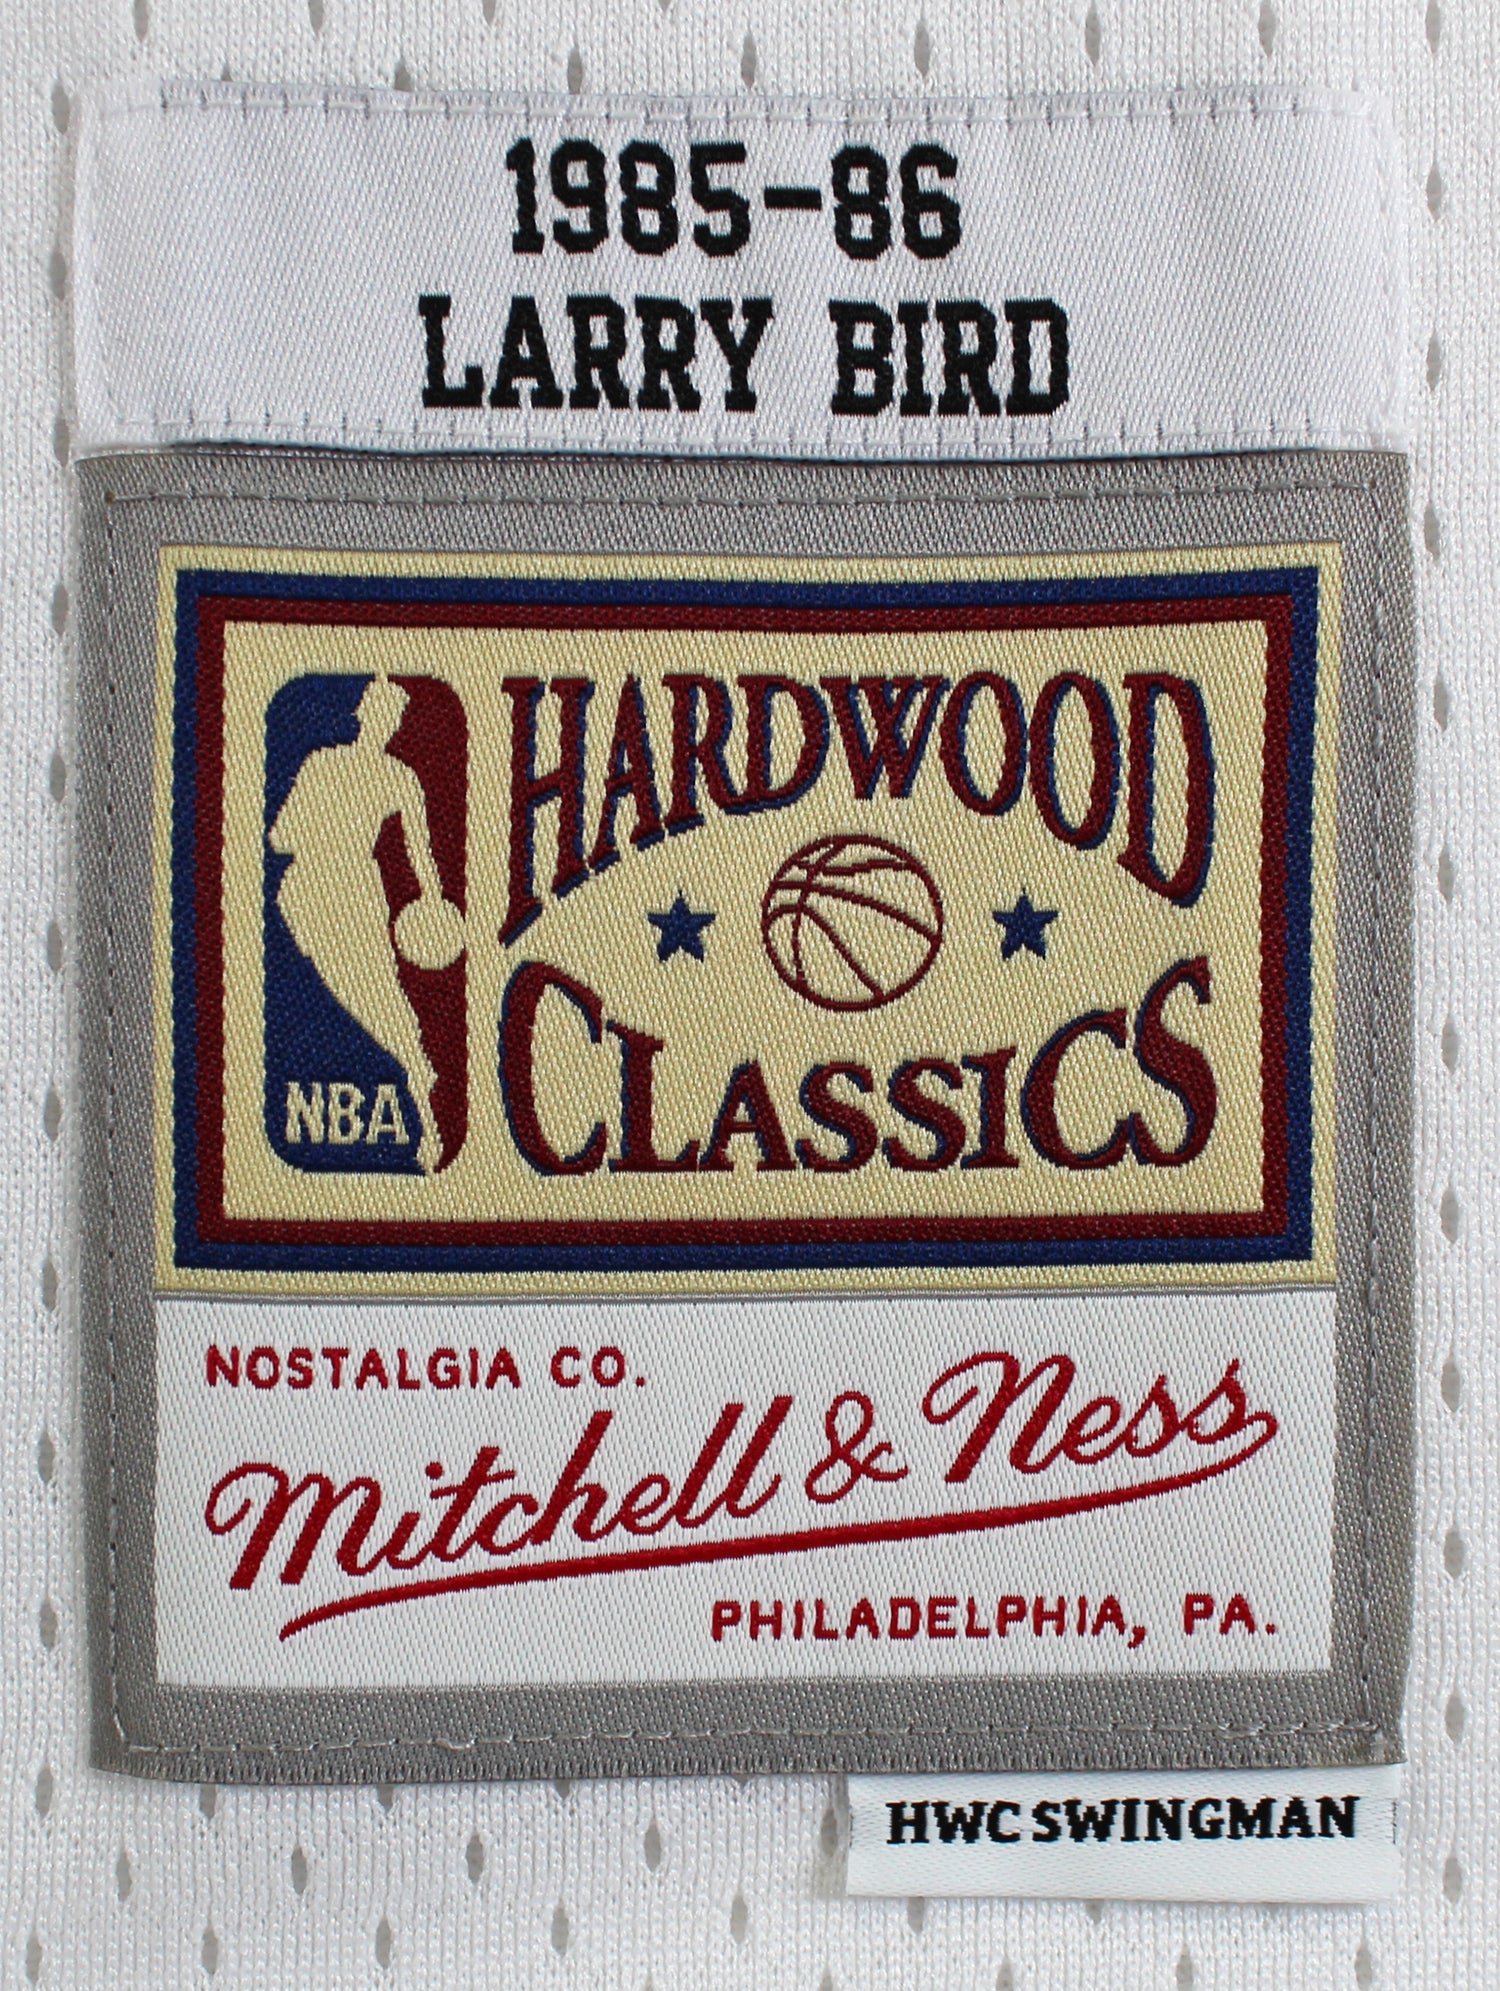 1985-86
LARRY BIRD
HARDWOOD
CLASSICS
NBA
NOSTALGIA CO.
Mitchell & Ness
PHILADELPHIA, PA.
HWC SWINGMAN